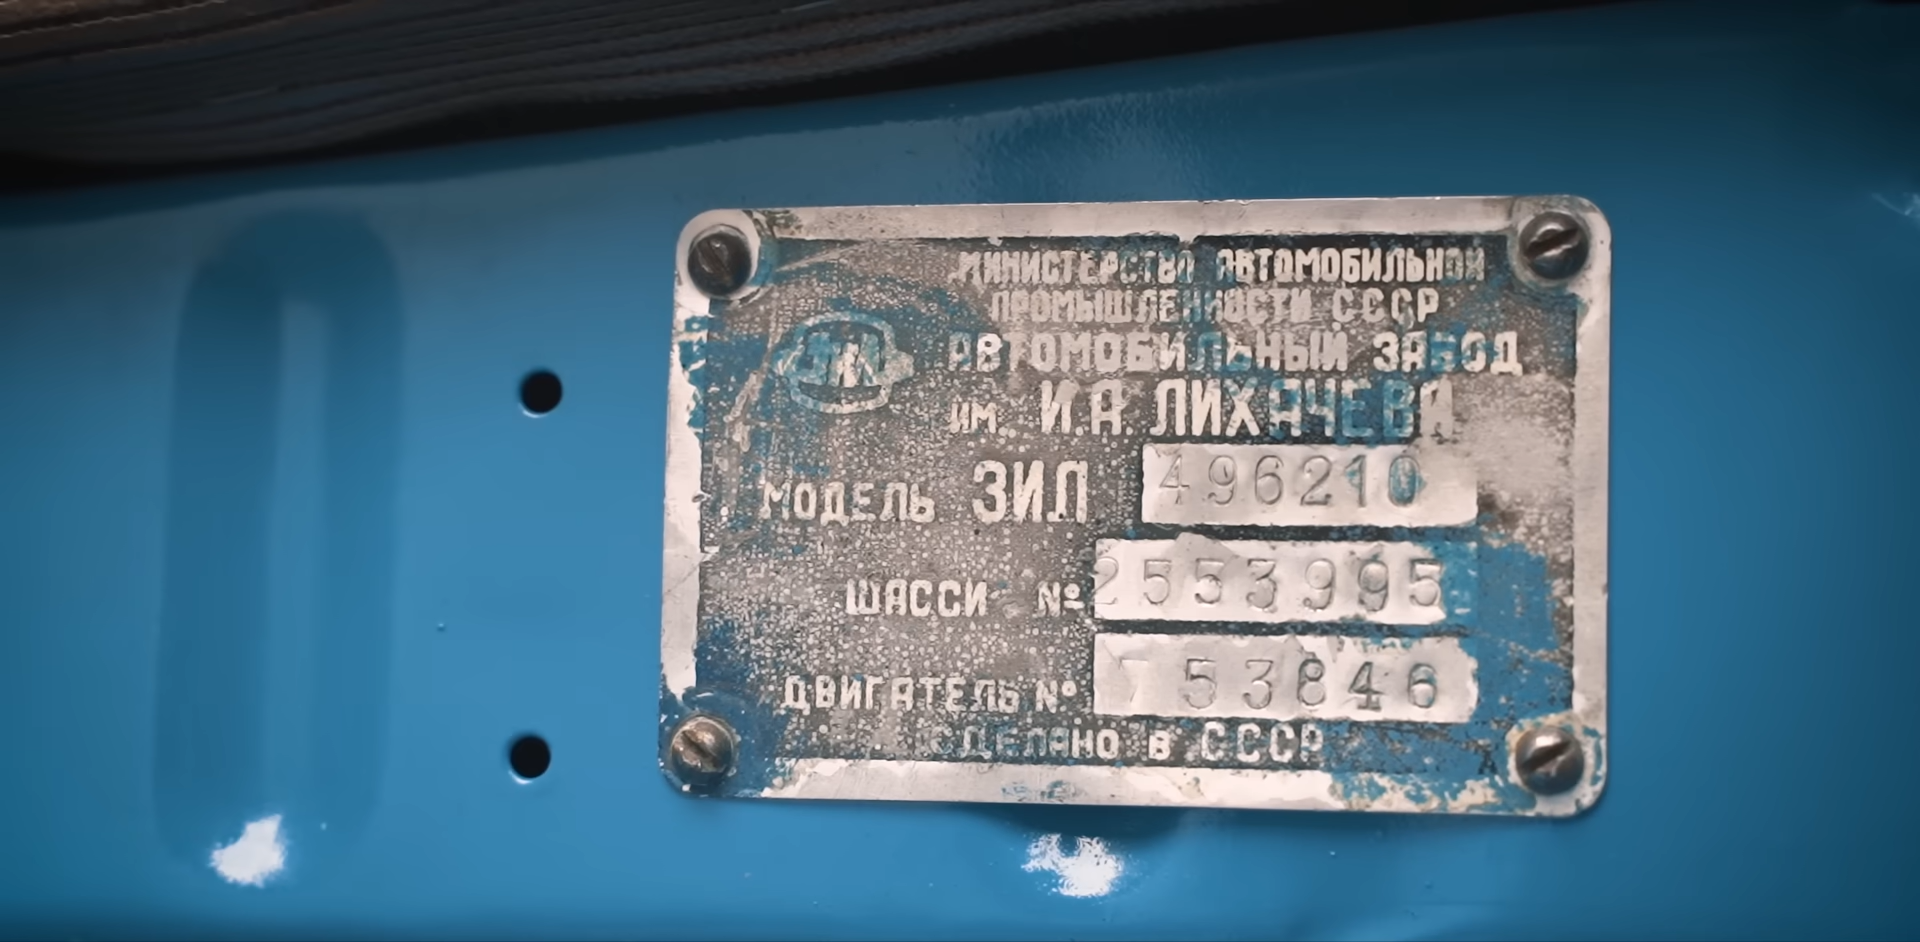 МИНИСТЕРСТВО АВТОМОБИЛЬНОЙ
ПРОМЫШЛЕННОСТИ СССР
ЗИЛ
АВТОМОБИЛЬНЫЙ ЗАВОД
ИМ. И.А. ЛИХАЧЕВА
МОДЕЛЬ ЗИЛ 496210
ШАССИ № 2553995
ДВИГАТЕЛЬ № 753846
СДЕЛАНО В СССР